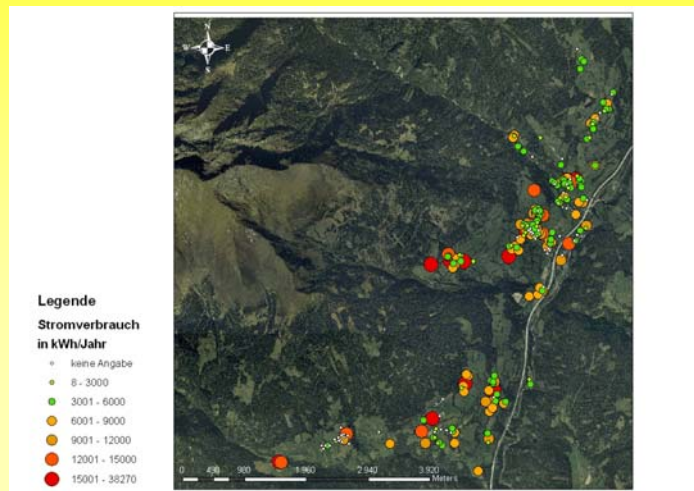 N
W E
S
Legende
Stromverbrauch
in kWh/Jahr
keine Angabe
8 - 3000
3001 - 6000
6001 - 9000
9001 - 12000
12001 - 15000
15001 - 38270
0 490 980 1.960 2.940 3.920
Meters